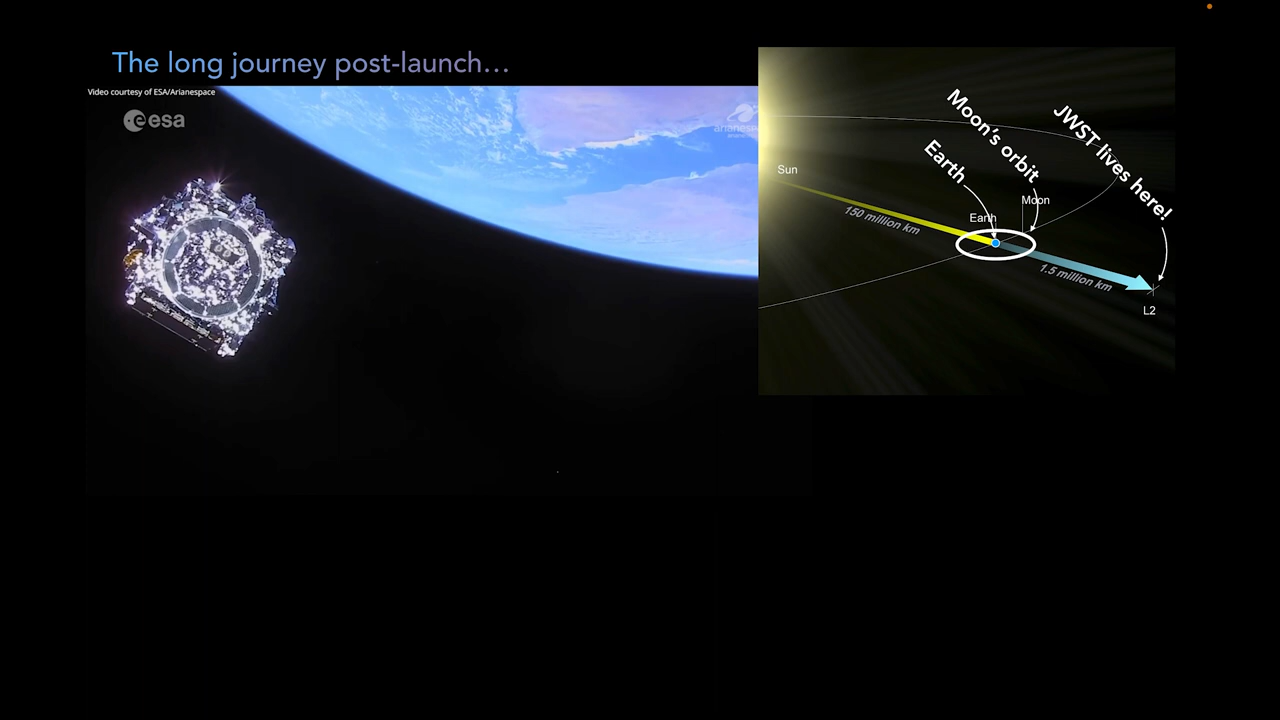 The long journey post-launch...
Video courtesy of ESA/Arianespace
esa
Sun
150 million km
Earth
Moon's orbit
JWST lives here!
Earth
Moon
1.5 million km
L2